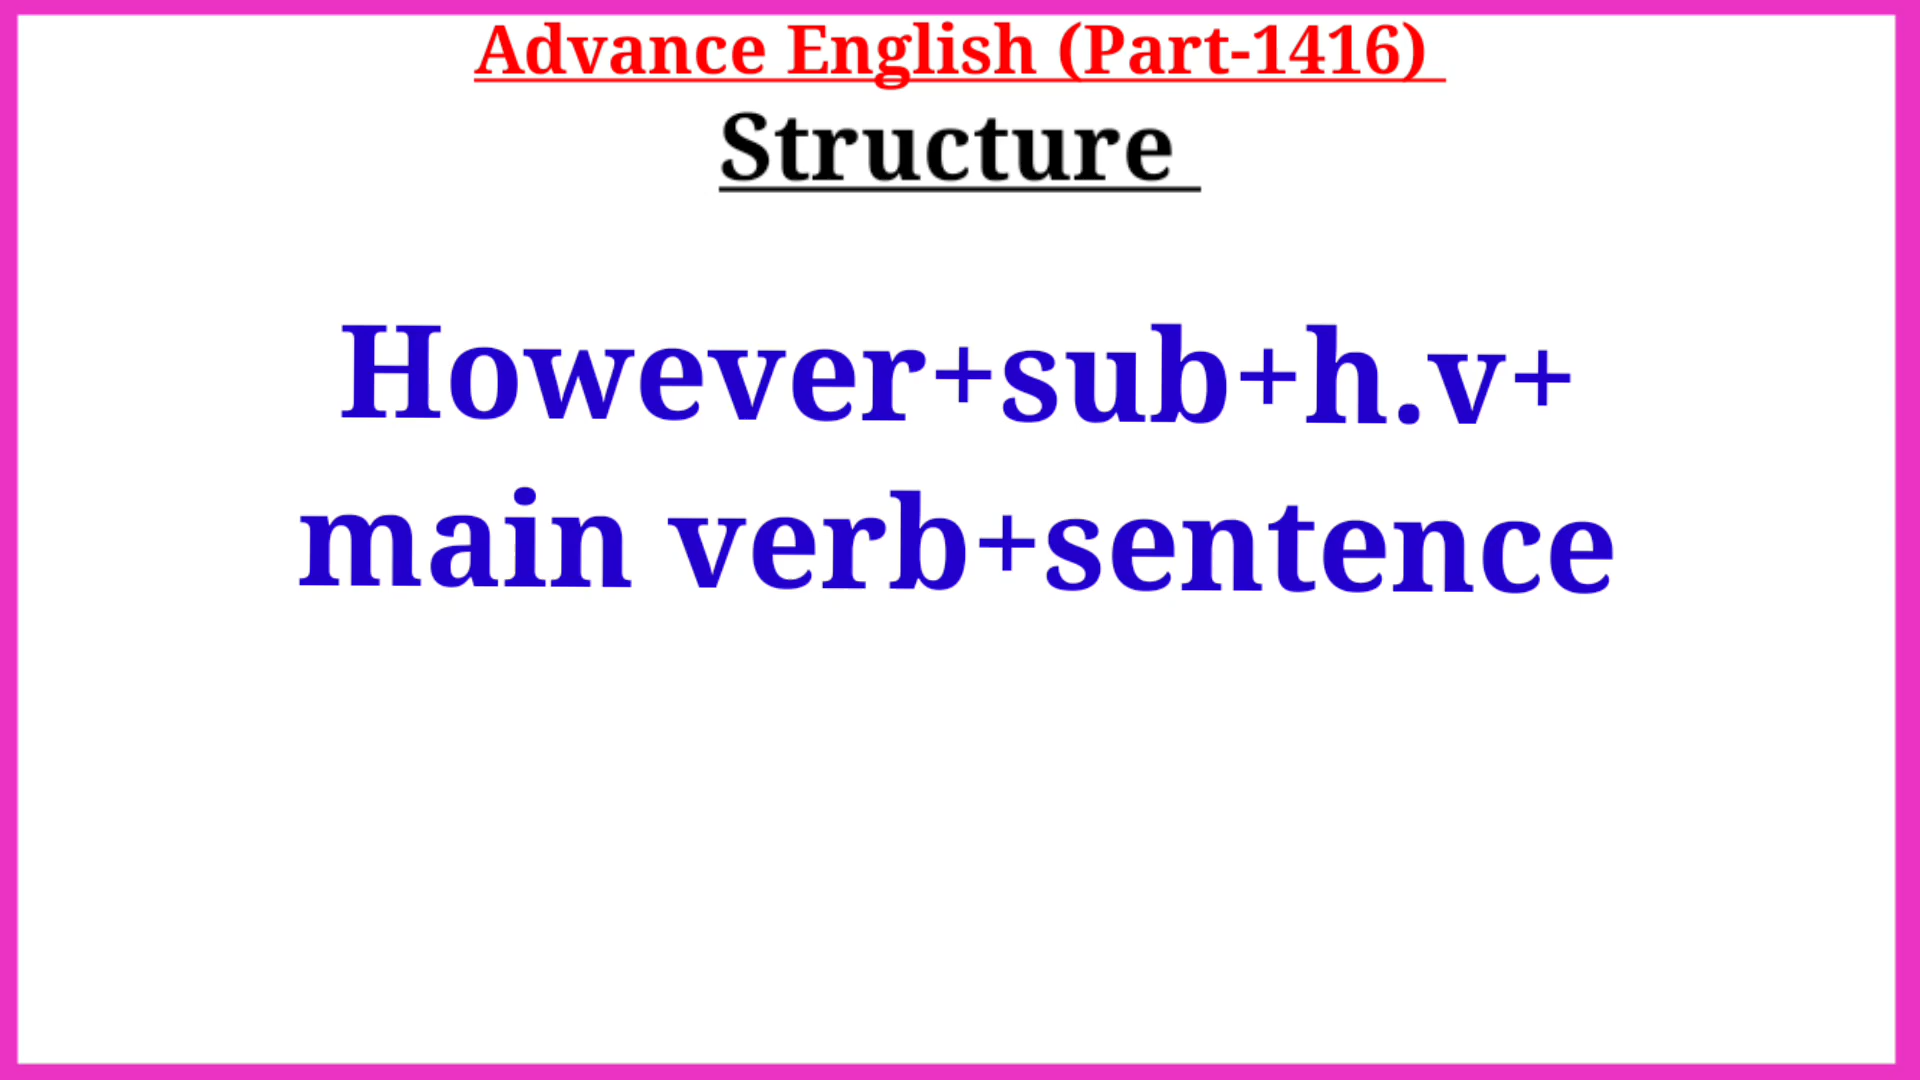 Advance English (Part-1416)
Structure
However+sub+h.v+
main verb+sentence